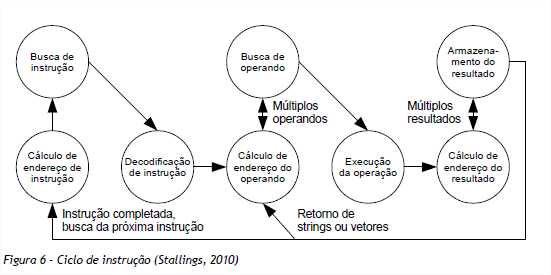 Busca de
instrução
Busca de
operando
Armazena-
mento do
resultado
Múltiplos
operandos
Múltiplos
resultados
Cálculo de
endereço de
instrução
Decodificação
de instrução
Cálculo de
endereço do
operando
Execução
da operação
Cálculo de
endereço do
resultado
Instrução completada,
busca da próxima instrução
Retorno de
strings ou vetores
Figura 6 - Ciclo de instrução (Stallings, 2010)